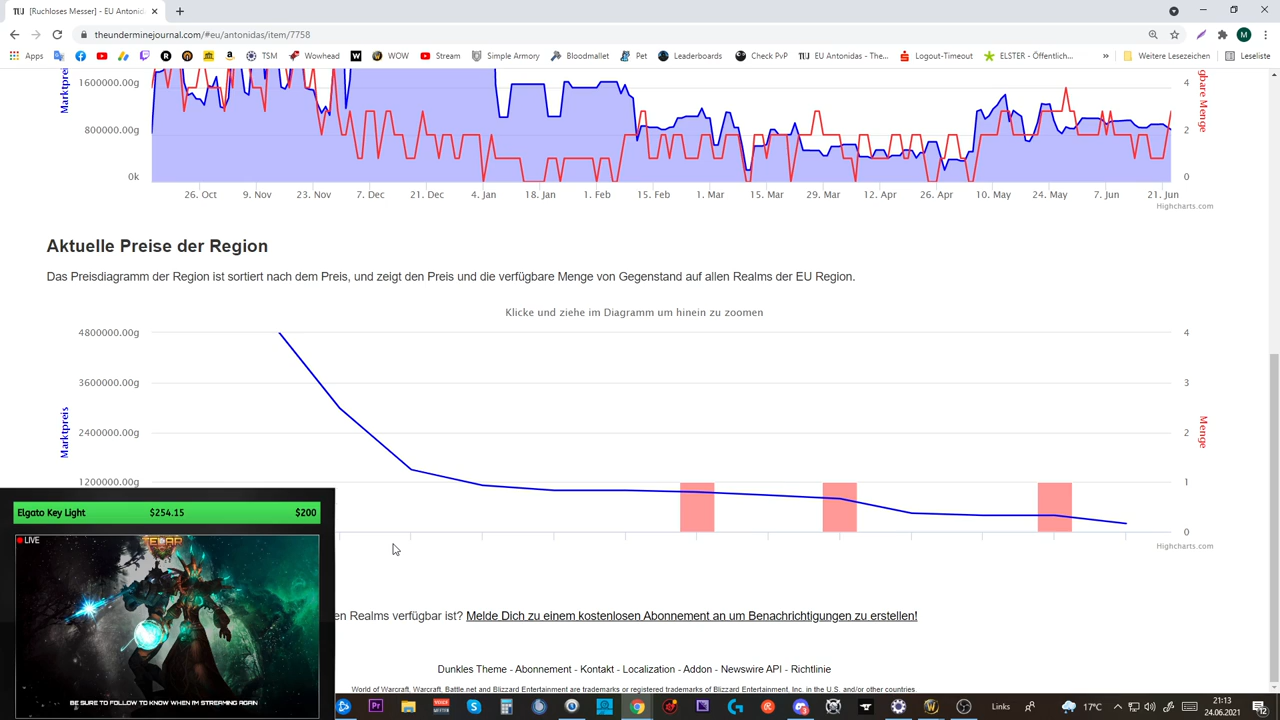 [Ruchloses Messer] - EU Antonid
theunderminejournal.com/#eu/antonidas/item/7758
M
Apps
TSM
Wowhead
WOW
Stream
Simple Armory
Bloodmallet
Pet
Leaderboards
Check PvP
EU Antonidas - The...
Logout-Timeout
ELSTER - Öffentlich...
»
Weitere Lesezeichen
Leseliste
1600000.00g
800000.00g
0k
Marktprei
4
2
0
gbare Menge
26. Oct
9. Nov
23. Nov
7. Dec
21. Dec
4. Jan
18. Jan
1. Feb
15. Feb
1. Mar
15. Mar
29. Mar
12. Apr
26. Apr
10. May
24. May
7. Jun
21. Jun
Highcharts.com
Aktuelle Preise der Region
Das Preisdiagramm der Region ist sortiert nach dem Preis, und zeigt den Preis und die verfügbare Menge von Gegenstand auf allen Realms der EU Region.
Klicke und ziehe im Diagramm um hinein zu zoomen
4800000.00g
3600000.00g
2400000.00g
1200000.00g
Marktpreis
4
3
2
1
0
Menge
Highcharts.com
Elgato Key Light $254.15 $200
LIVE
BE SURE TO FOLLOW TO KNOW WHEN I'M STREAMING AGAIN
en Realms verfügbar ist? Melde Dich zu einem kostenlosen Abonnement an um Benachrichtigungen zu erstellen!
Dunkles Theme - Abonnement - Kontakt - Localization - Addon - Newswire API - Richtlinie
World of Warcraft, Warcraft, Battle.net and Blizzard Entertainment are trademarks or registered trademarks of Blizzard Entertainment, Inc. in the U.S. and/or other countries.
Links
17°C
21:13
24.06.2021